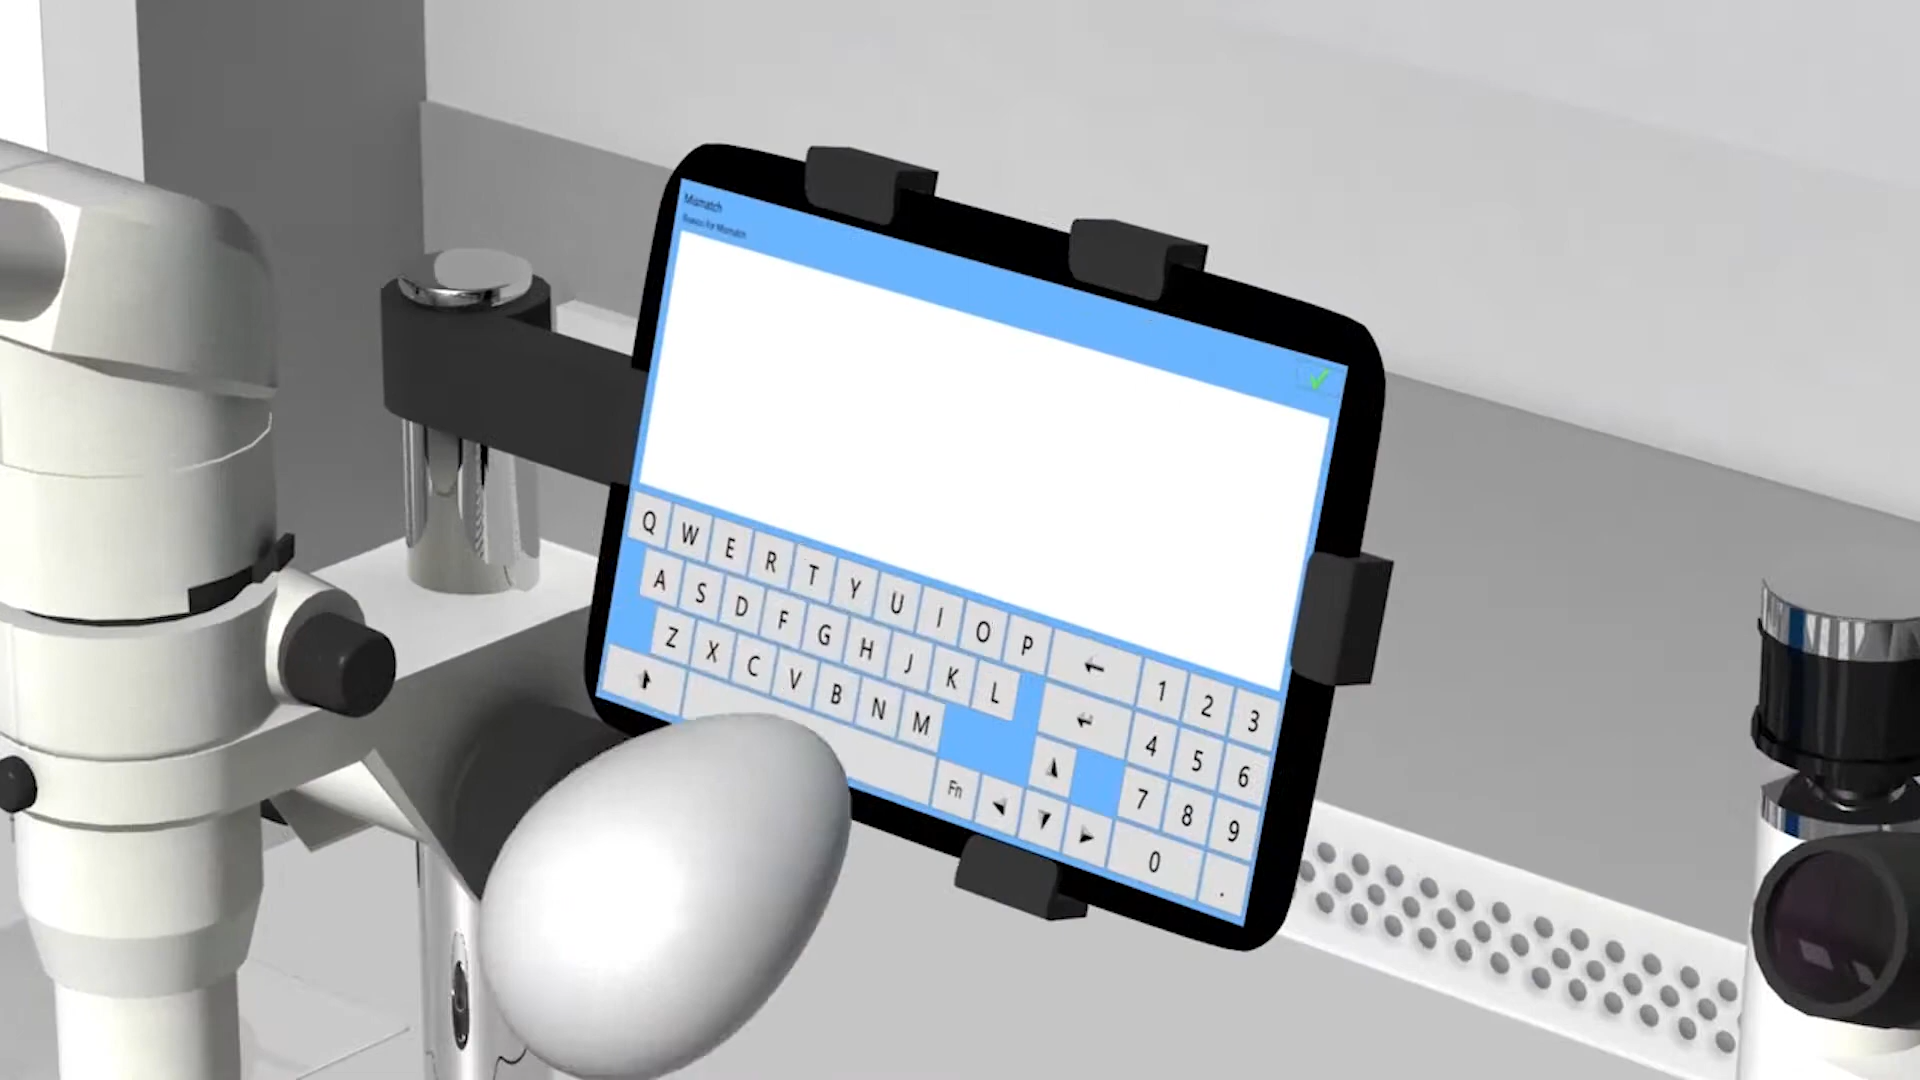 Mismatch
Reason for Mismatch
Q W E R T Y U I O P ← 1 2 3
A S D F G H J K L ↵ 4 5 6
Z X C V B N M ▲ 7 8 9
Fn ◄ ▼ ► 0 .